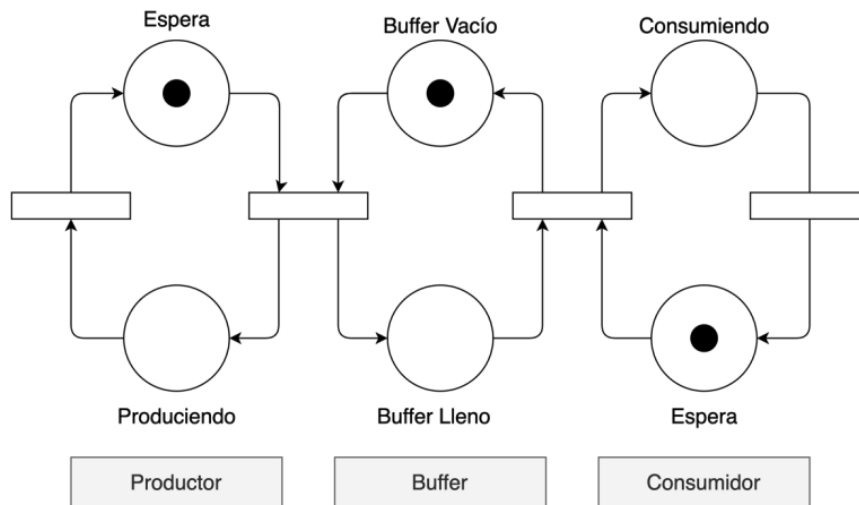 Espera
Buffer Vacío
Consumiendo
Produciendo
Buffer Lleno
Espera
Productor
Buffer
Consumidor